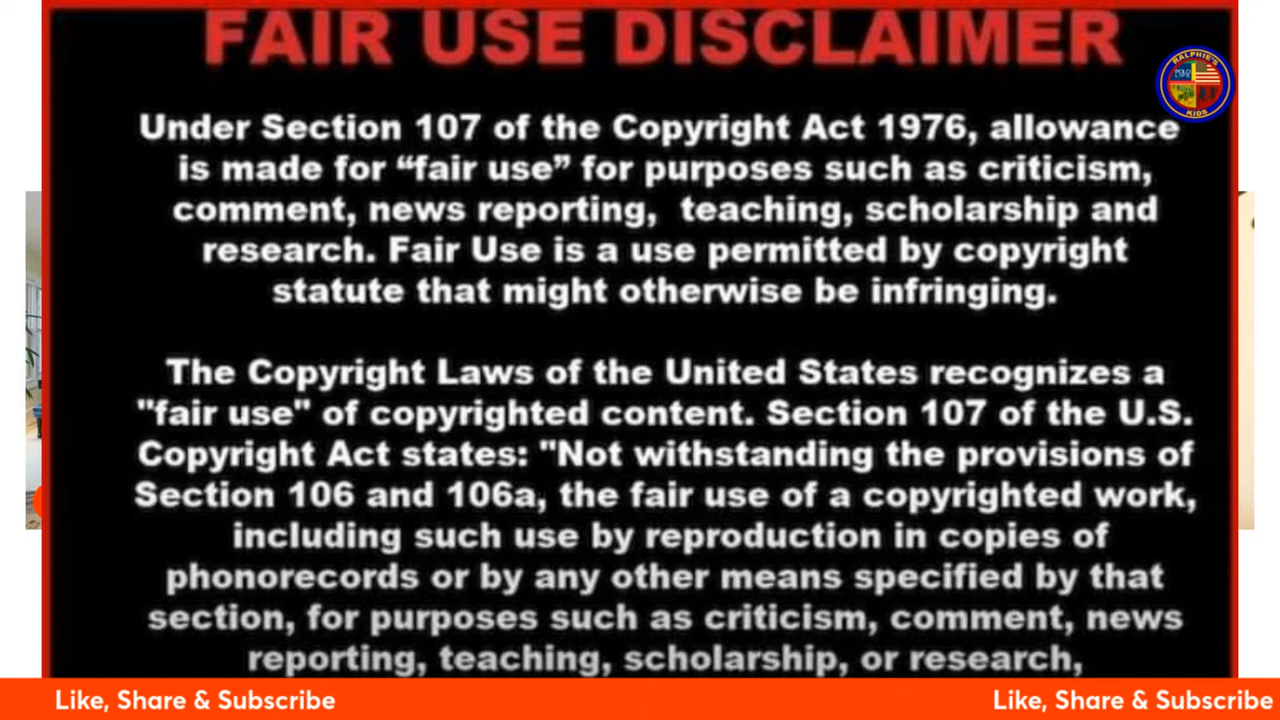 FAIR USE DISCLAIMER
RALPHIE'S
KIDS
Under Section 107 of the Copyright Act 1976, allowance
is made for “fair use” for purposes such as criticism,
comment, news reporting, teaching, scholarship and
research. Fair Use is a use permitted by copyright
statute that might otherwise be infringing.
The Copyright Laws of the United States recognizes a
"fair use" of copyrighted content. Section 107 of the U.S.
Copyright Act states: "Not withstanding the provisions of
Section 106 and 106a, the fair use of a copyrighted work,
including such use by reproduction in copies of
phonorecords or by any other means specified by that
section, for purposes such as criticism, comment, news
reporting, teaching, scholarship, or research,
Like, Share & Subscribe
Like, Share & Subscribe